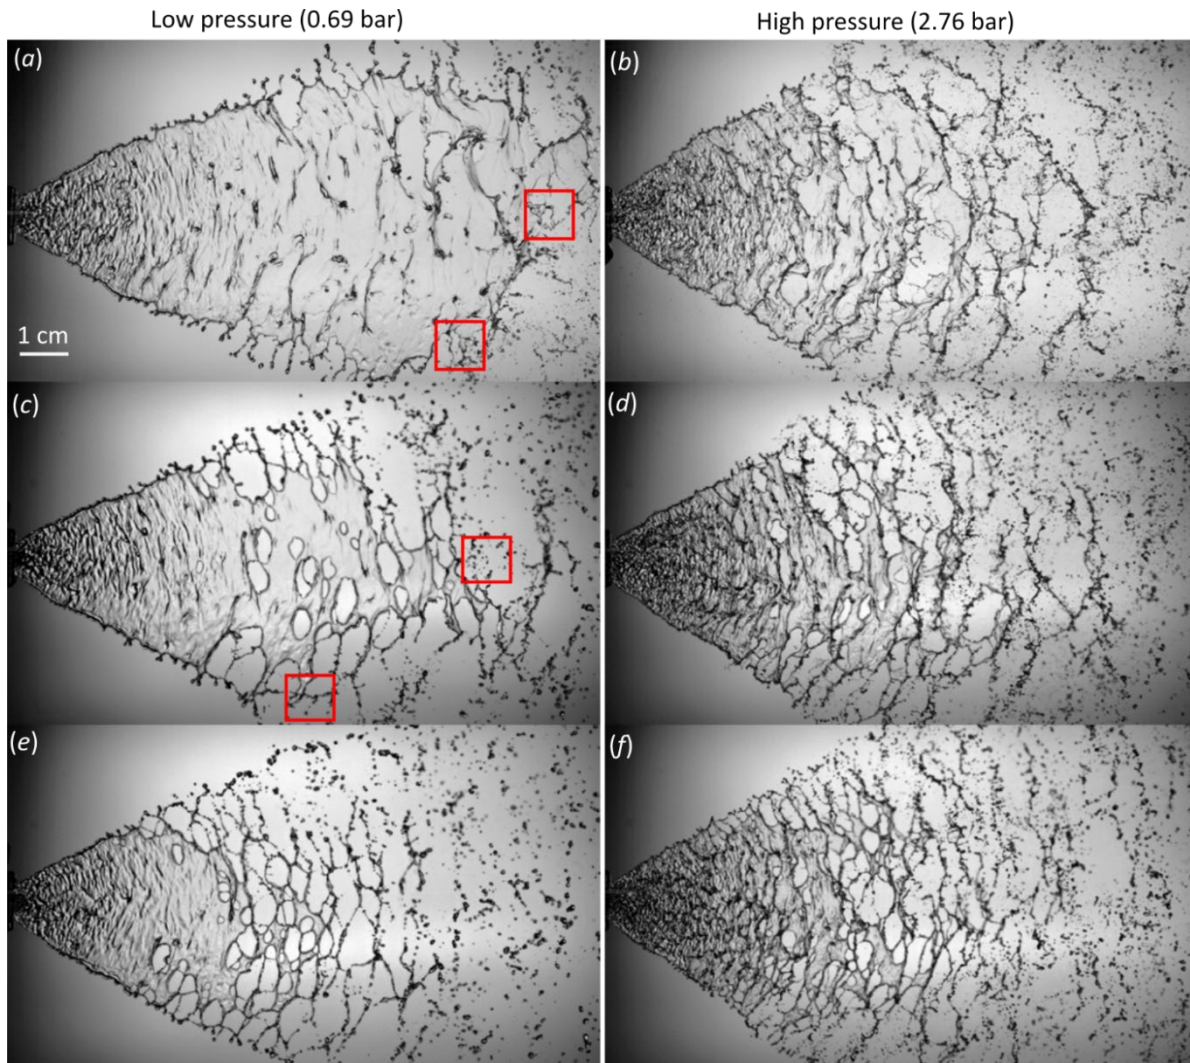 Low pressure (0.69 bar)
High pressure (2.76 bar)
(a)
(b)
1 cm
(c)
(d)
(e)
(f)